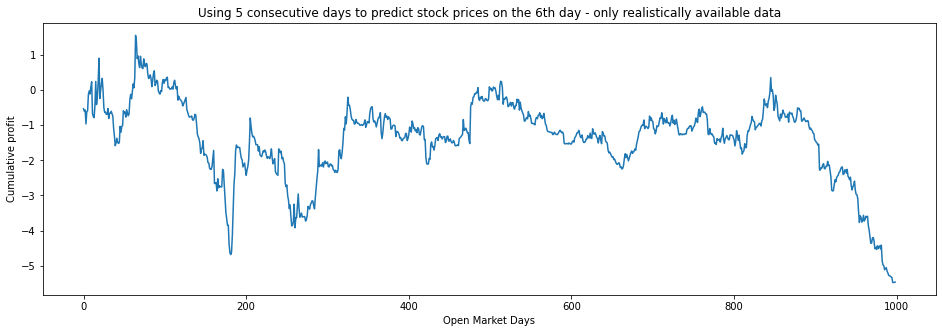 Using 5 consecutive days to predict stock prices on the 6th day - only realistically available data
Cumulative profit
1
0
−1
−2
−3
−4
−5
0 200 400 600 800 1000
Open Market Days